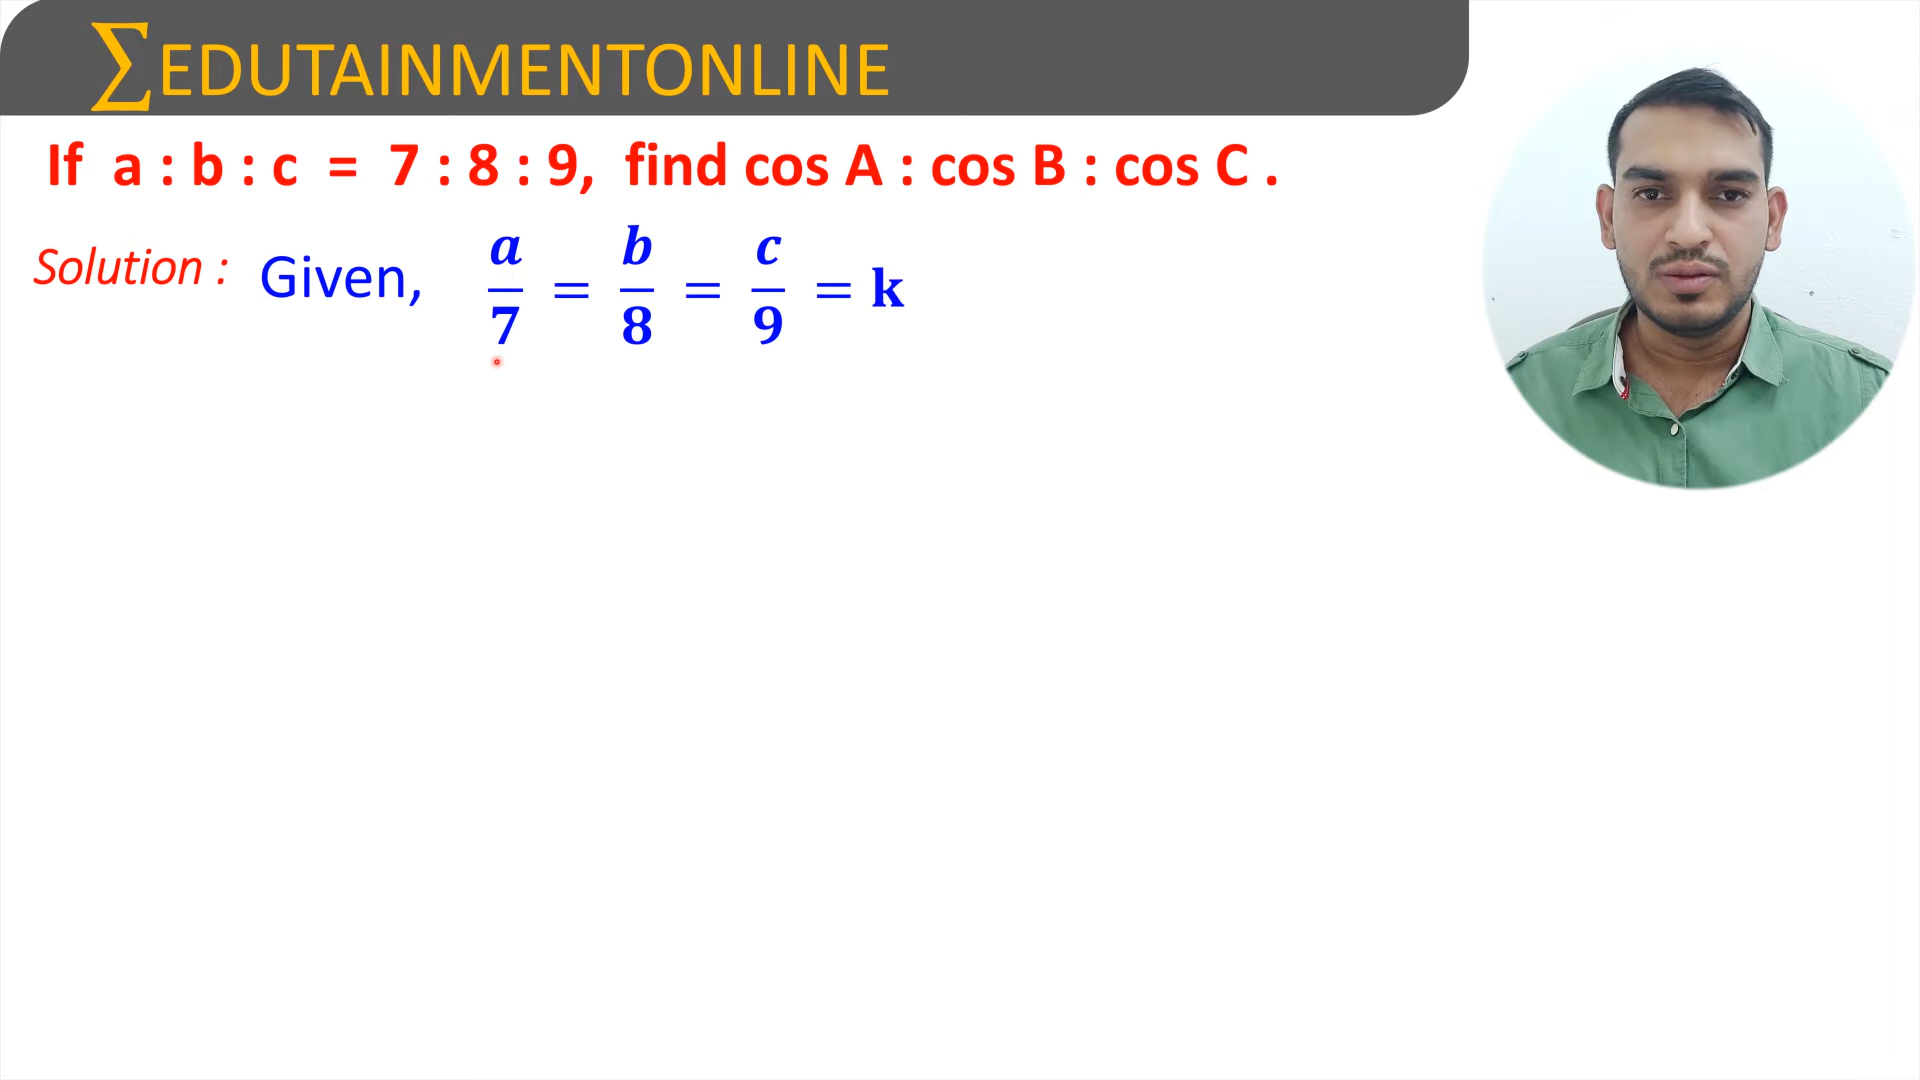 ∑EDUTAINMENTONLINE
If a : b : c = 7 : 8 : 9, find cos A : cos B : cos C .
Solution : Given, a/7 = b/8 = c/9 = k